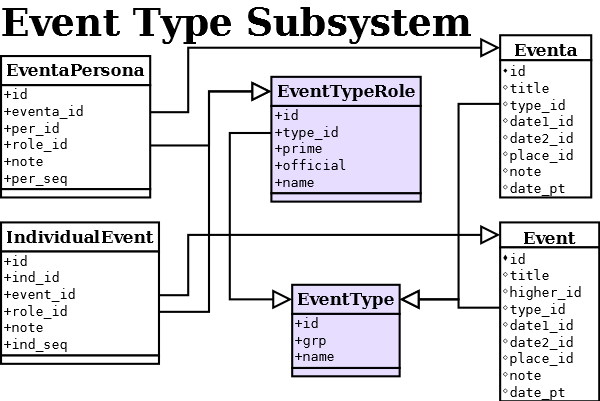 Event Type Subsystem
EventaPersona
+id
+eventa_id
+per_id
+role_id
+note
+per_seq
EventTypeRole
+id
+type_id
+prime
+official
+name
Eventa
id
title
type_id
date1_id
date2_id
place_id
note
date_pt
IndividualEvent
+id
+ind_id
+event_id
+role_id
+note
+ind_seq
EventType
+id
+grp
+name
Event
id
title
higher_id
type_id
date1_id
date2_id
place_id
note
date_pt